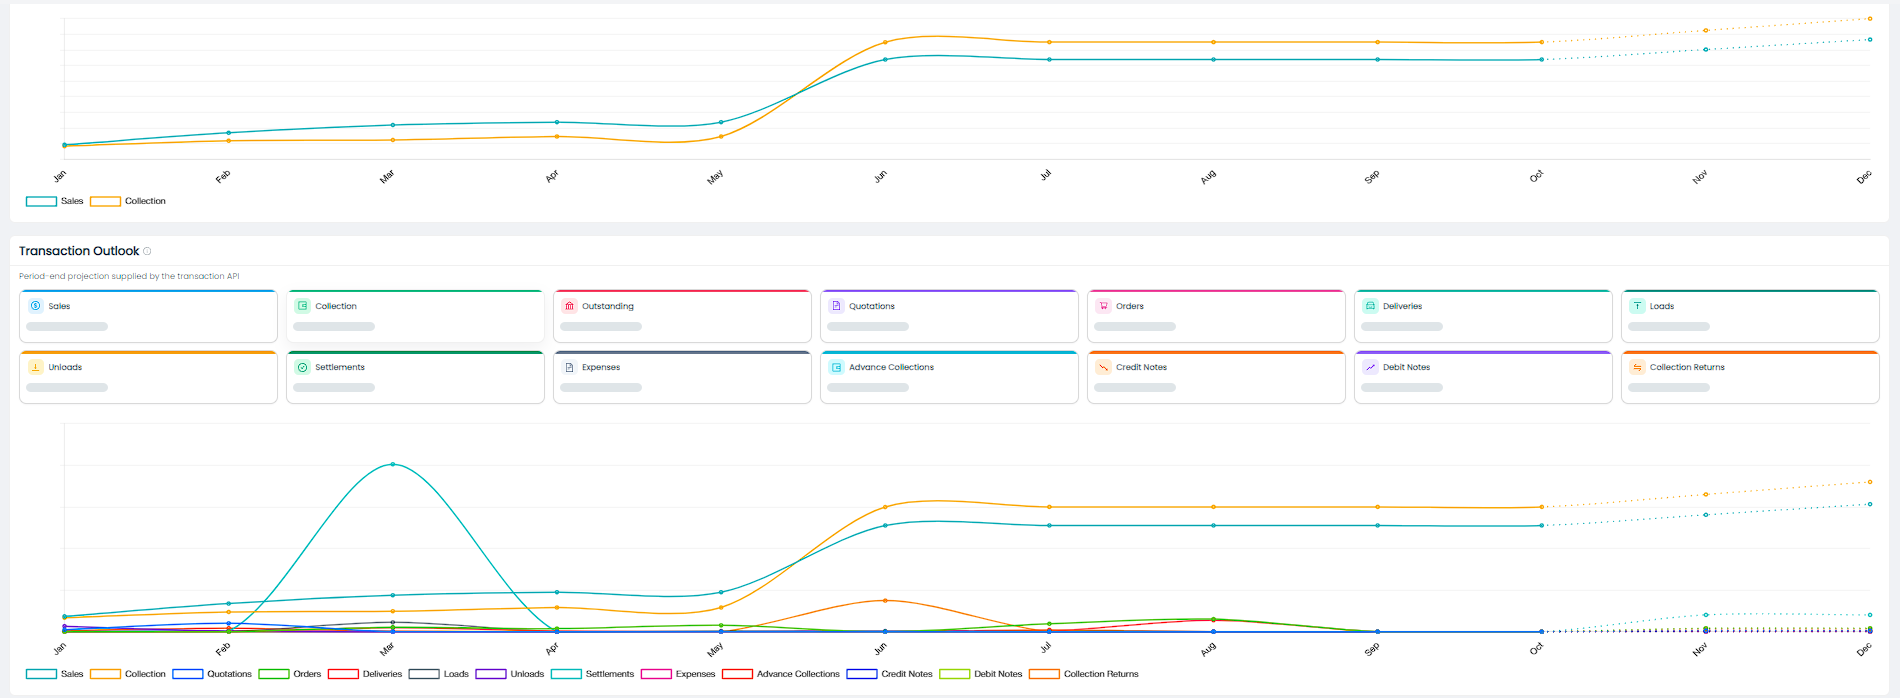 Jan Feb Mar Apr May Jun Jul Aug Sep Oct Nov Dec
Sales Collection
Transaction Outlook
Period-end projection supplied by the transaction API
Sales Collection Outstanding Quotations Orders Deliveries Loads
Unloads Settlements Expenses Advance Collections Credit Notes Debit Notes Collection Returns
Jan Feb Mar Apr May Jun Jul Aug Sep Oct Nov Dec
Sales Collection Quotations Orders Deliveries Loads Unloads Settlements Expenses Advance Collections Credit Notes Debit Notes Collection Returns